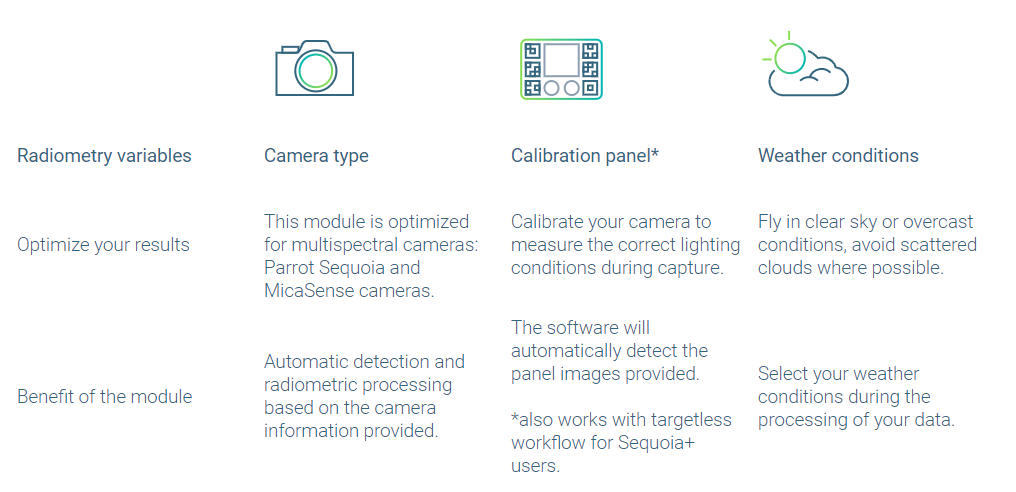 Radiometry variables
Camera type
Calibration panel*
Weather conditions
Optimize your results
This module is optimized
for multispectral cameras:
Parrot Sequoia and
MicaSense cameras.
Calibrate your camera to
measure the correct lighting
conditions during capture.
Fly in clear sky or overcast
conditions, avoid scattered
clouds where possible.
Benefit of the module
Automatic detection and
radiometric processing
based on the camera
information provided.
The software will
automatically detect the
panel images provided.
*also works with targetless
workflow for Sequoia+
users.
Select your weather
conditions during the
processing of your data.